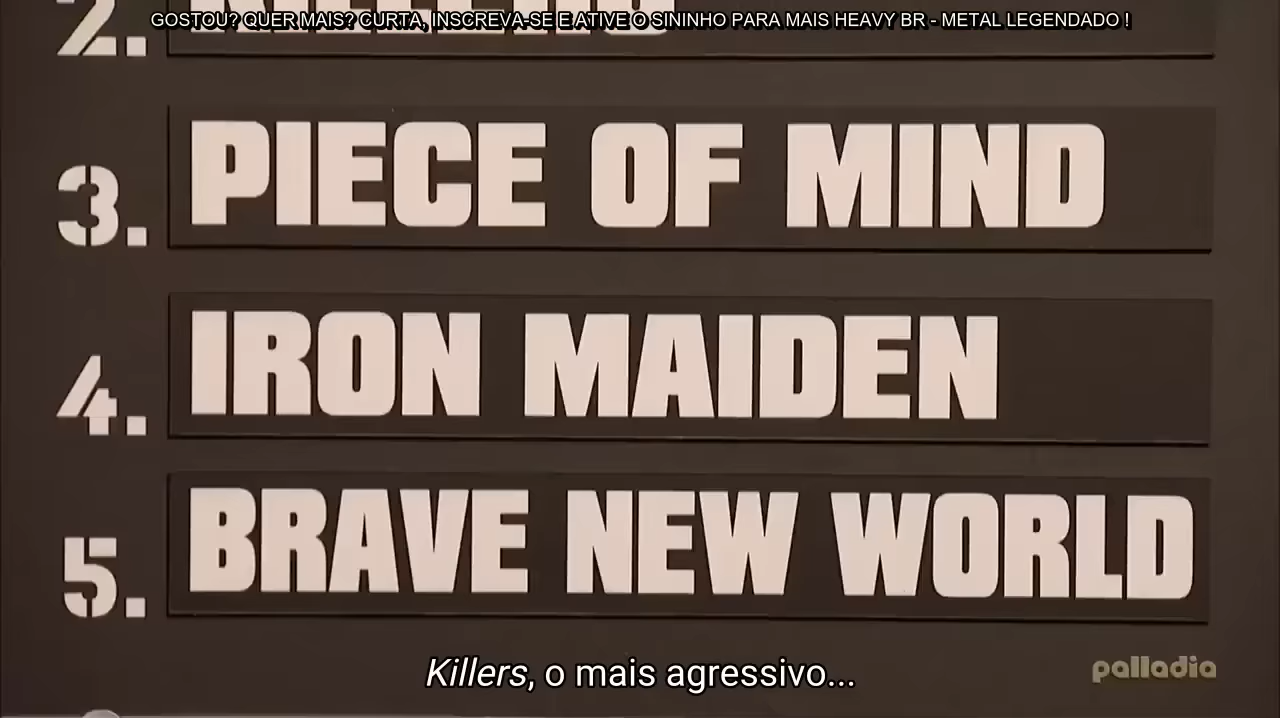 GOSTOU? QUER MAIS? CURTA, INSCREVA-SE E ATIVE O SININHO PARA MAIS HEAVY BR - METAL LEGENDADO !
2. KILLERS
3. PIECE OF MIND
4. IRON MAIDEN
5. BRAVE NEW WORLD
Killers, o mais agressivo...
palladia